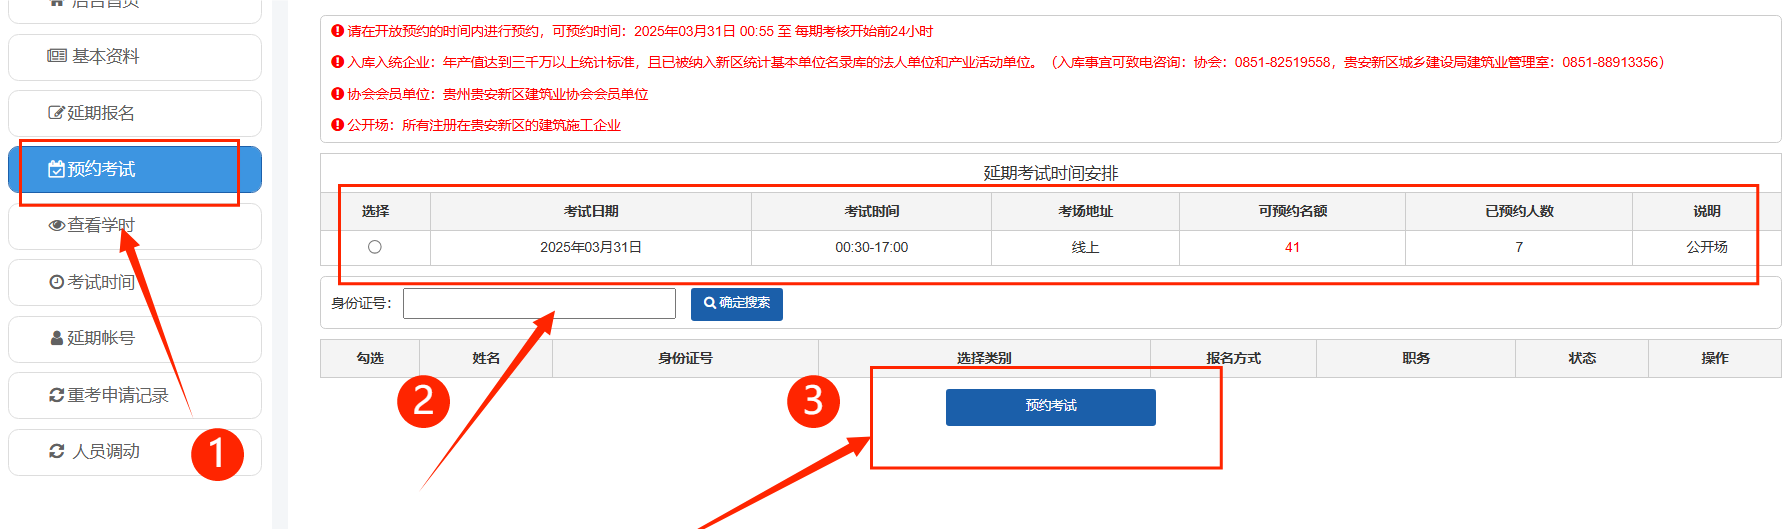 后台首页
基本资料
延期报名
预约考试
查看学时
考试时间
延期帐号
重考申请记录
人员调动
1
请在开放预约的时间内进行预约，可预约时间：2025年03月31日 00:55 至 每期考核开始前24小时
入库入统企业：年产值达到三千万以上统计标准，且已被纳入新区统计基本单位名录库的法人单位和产业活动单位。（入库事宜可致电咨询：协会：0851-82519558，贵安新区城乡建设局建筑业管理室：0851-88913356）
协会会员单位：贵州贵安新区建筑业协会会员单位
公开场：所有注册在贵安新区的建筑施工企业
延期考试时间安排
选择 考试日期 考试时间 考场地址 可预约名额 已预约人数 说明
2025年03月31日 00:30-17:00 线上 41 7 公开场
身份证号： 确定搜索
勾选 姓名 身份证号 选择类别 报名方式 职务 状态 操作
2 3 预约考试